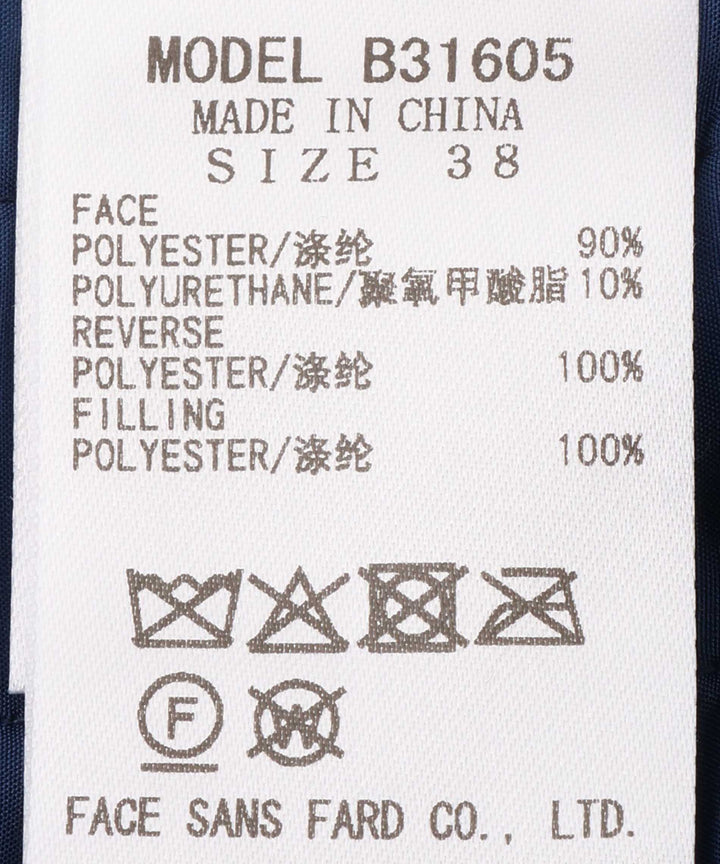 MODEL B31605
MADE IN CHINA
SIZE 38
FACE
POLYESTER/涤纶 90%
POLYURETHANE/聚氧甲酸脂 10%
REVERSE
POLYESTER/涤纶 100%
FILLING
POLYESTER/涤纶 100%
F W
FACE SANS FARD CO., LTD.